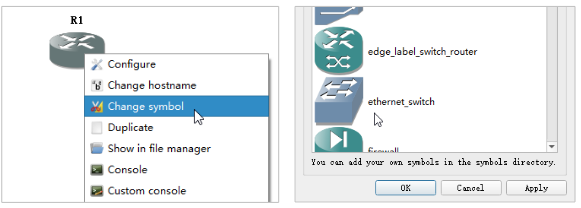 R1
Configure
Change hostname
Change symbol
Duplicate
Show in file manager
Console
Custom console
edge_label_switch_router
ethernet_switch
firewall
You can add your own symbols in the symbols directory.
OK
Cancel
Apply